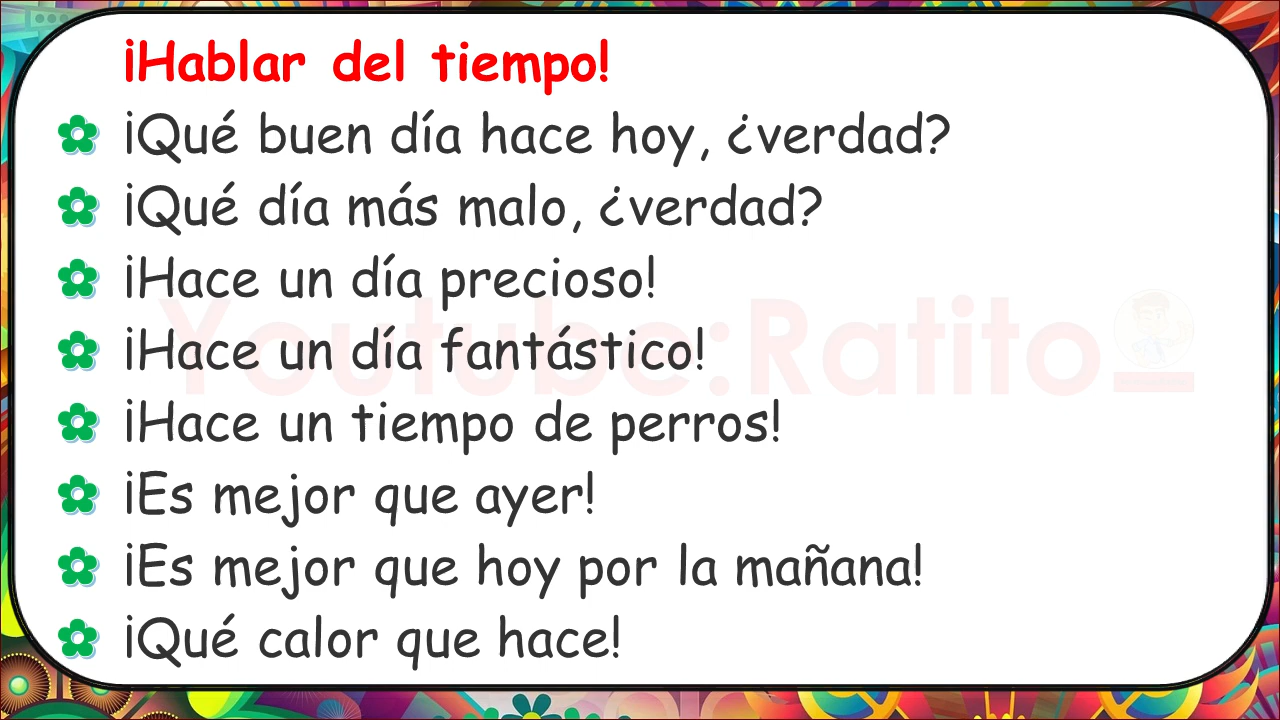 ¡Hablar del tiempo!
¡Qué buen día hace hoy, ¿verdad?
¡Qué día más malo, ¿verdad?
¡Hace un día precioso!
¡Hace un día fantástico!
Youtube:Ratito
¡Hace un tiempo de perros!
¡Es mejor que ayer!
¡Es mejor que hoy por la mañana!
¡Qué calor que hace!